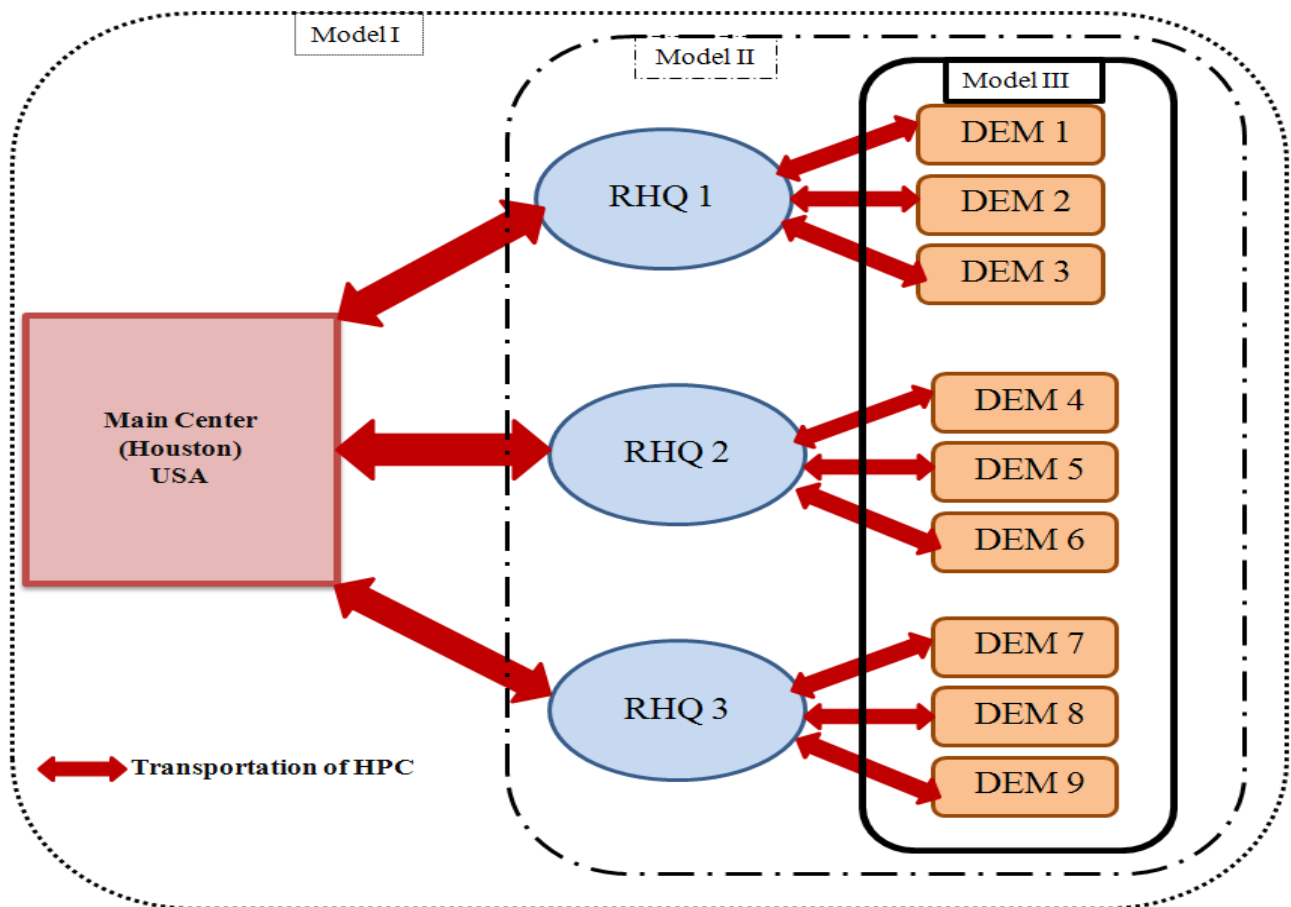 Model I
Model II
Model III
DEM 1
RHQ 1
DEM 2
DEM 3
Main Center
(Houston)
USA
DEM 4
RHQ 2
DEM 5
DEM 6
DEM 7
RHQ 3
DEM 8
DEM 9
Transportation of HPC